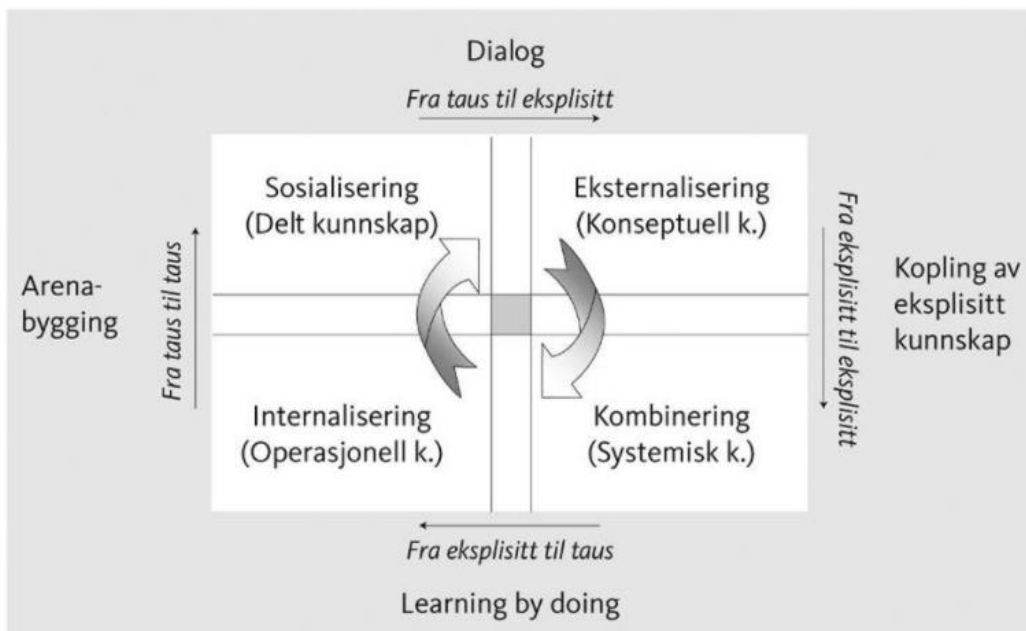 Dialog
Fra taus til eksplisitt
Sosialisering
(Delt kunnskap)
Eksternalisering
(Konseptuell k.)
Arena-
bygging
Fra taus til taus
Fra eksplisitt til eksplisitt
Kopling av
eksplisitt
kunnskap
Internalisering
(Operasjonell k.)
Kombinering
(Systemisk k.)
Fra eksplisitt til taus
Learning by doing